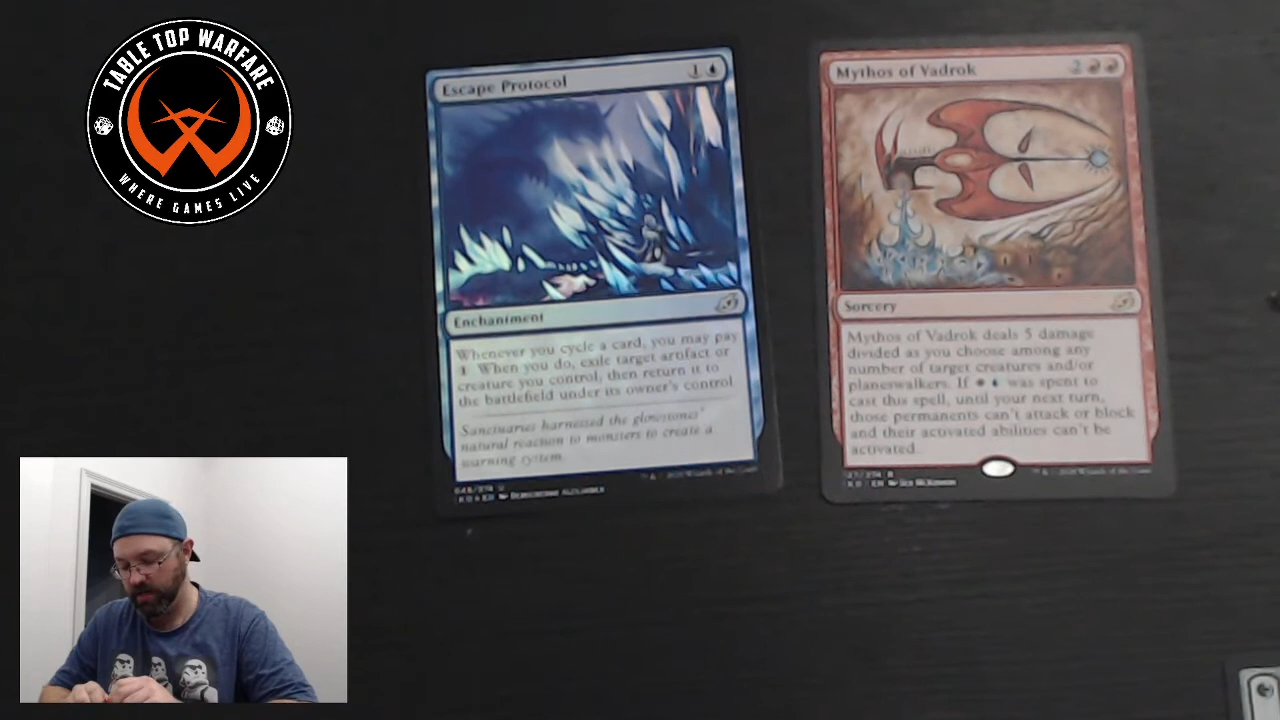 TABLE TOP WARFARE
WHERE GAMES LIVE
Escape Protocol
1
Enchantment
Whenever you cycle a card, you may pay
1 When you do, exile target artifact or
creature you control, then return it to
the battlefield under its owner's control
Sanctuaries harnessed the glowstones'
natural reaction to monsters to create a
warning system.
Mythos of Vadrok
2
Sorcery
Mythos of Vadrok deals 5 damage
divided as you choose among any
number of target creatures and/or
planeswalkers. If was spent to
cast this spell, until your next turn,
those permanents can't attack or block
and their activated abilities can't be
activated.